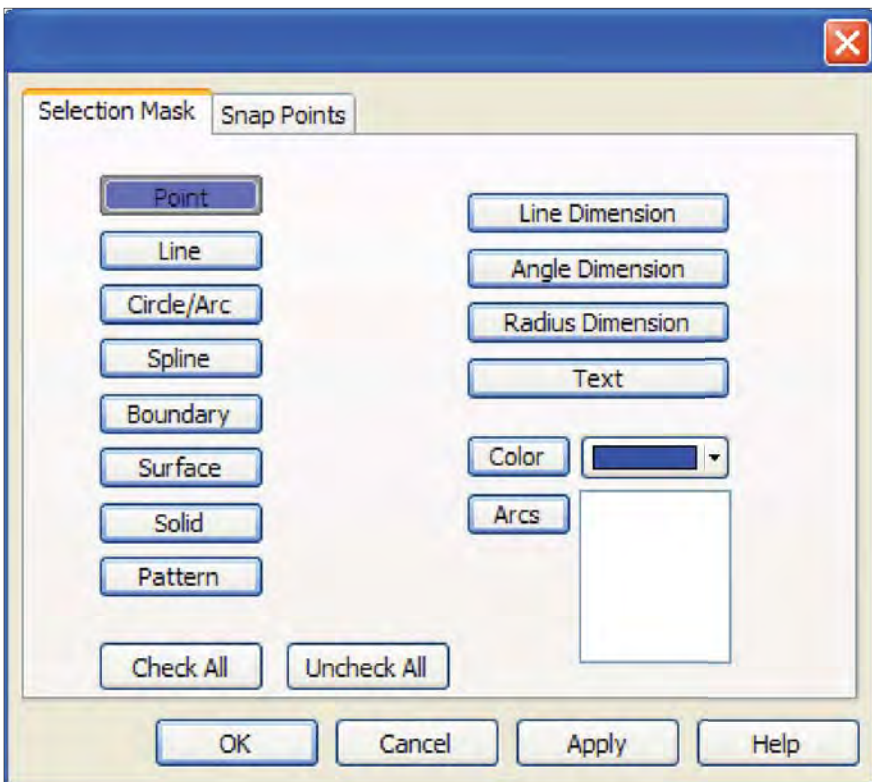 Selection Mask
Snap Points
Point
Line
Circle/Arc
Spline
Boundary
Surface
Solid
Pattern
Line Dimension
Angle Dimension
Radius Dimension
Text
Color
Arcs
Check All
Uncheck All
OK
Cancel
Apply
Help